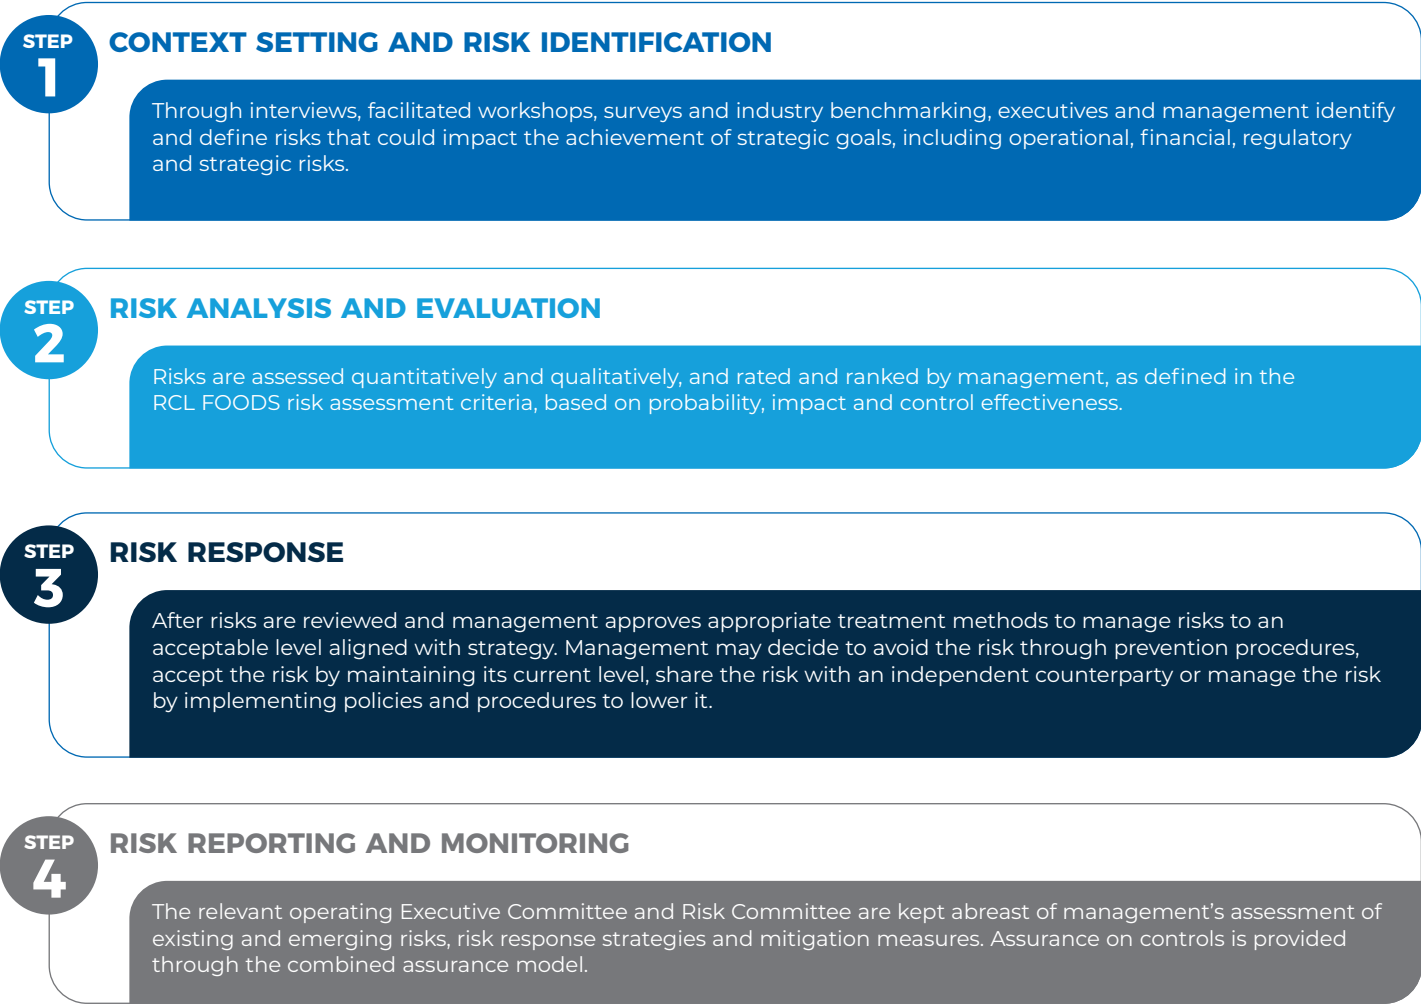 STEP
1
CONTEXT SETTING AND RISK IDENTIFICATION
Through interviews, facilitated workshops, surveys and industry benchmarking, executives and management identify
and define risks that could impact the achievement of strategic goals, including operational, financial, regulatory
and strategic risks.
STEP
2
RISK ANALYSIS AND EVALUATION
Risks are assessed quantitatively and qualitatively, and rated and ranked by management, as defined in the
RCL FOODS risk assessment criteria, based on probability, impact and control effectiveness.
STEP
3
RISK RESPONSE
After risks are reviewed and management approves appropriate treatment methods to manage risks to an
acceptable level aligned with strategy. Management may decide to avoid the risk through prevention procedures,
accept the risk by maintaining its current level, share the risk with an independent counterparty or manage the risk
by implementing policies and procedures to lower it.
STEP
4
RISK REPORTING AND MONITORING
The relevant operating Executive Committee and Risk Committee are kept abreast of management’s assessment of
existing and emerging risks, risk response strategies and mitigation measures. Assurance on controls is provided
through the combined assurance model.